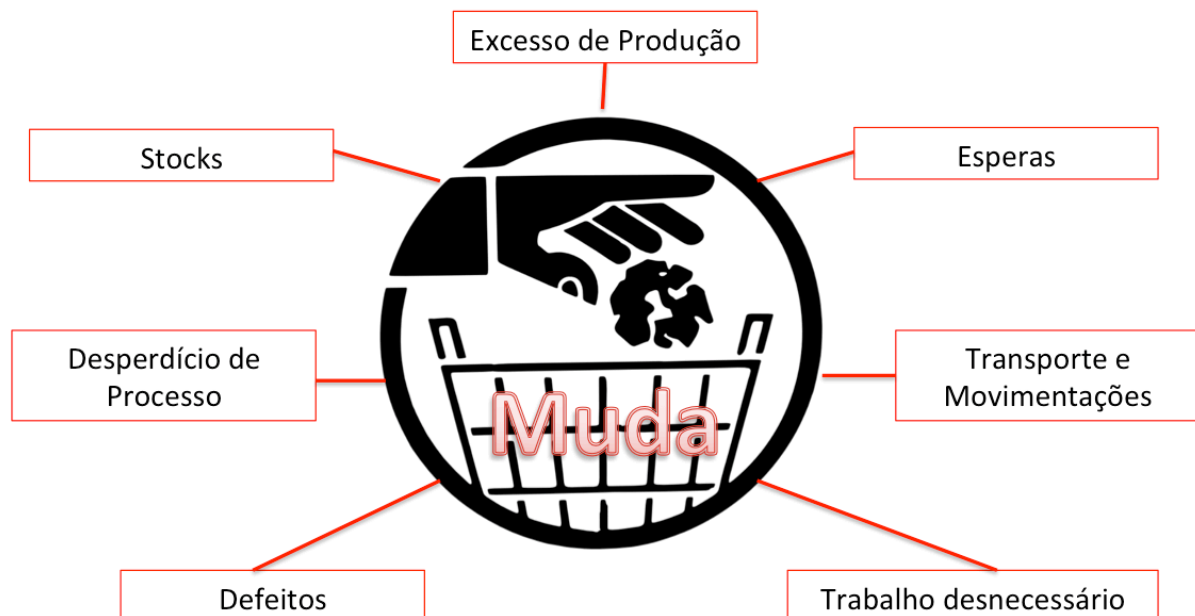 Excesso de Produção
Stocks
Esperas
Desperdício de
Processo
Transporte e
Movimentações
Muda
Defeitos
Trabalho desnecessário